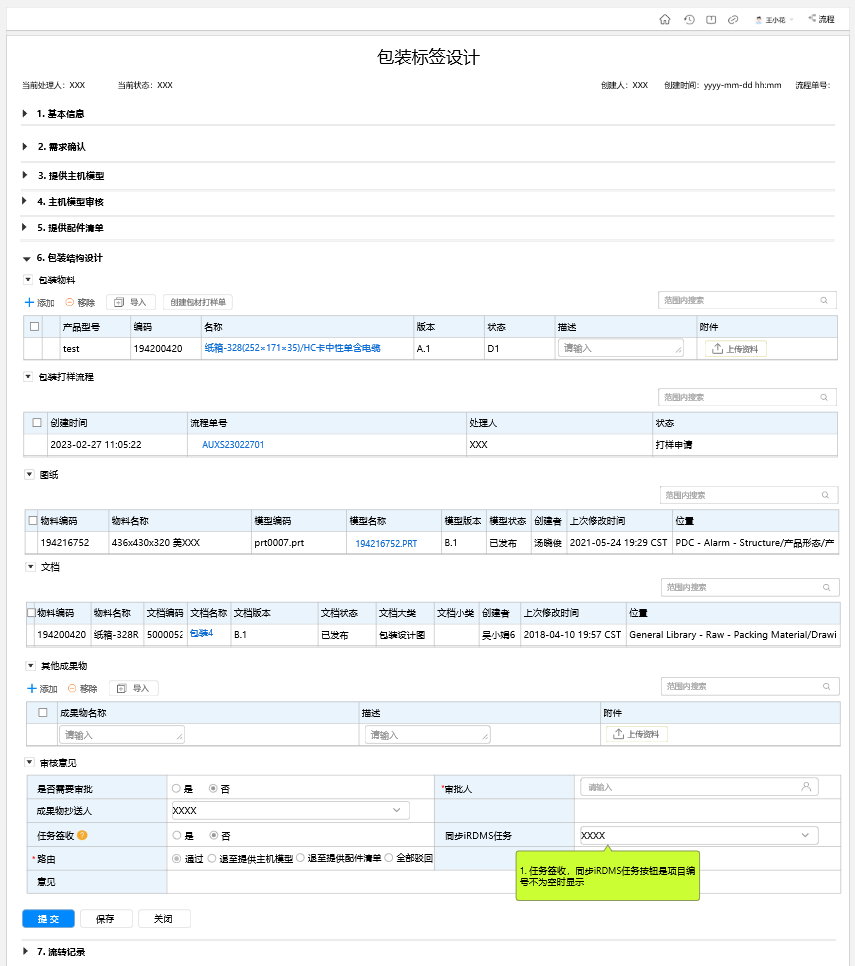 王小花 流程
包装标签设计
当前处理人: XXX 当前状态: XXX 创建人: XXX 创建时间: yyyy-mm-dd hh:mm 流程单号:
1. 基本信息
2. 需求确认
3. 提供主机模型
4. 主机模型审核
5. 提供配件清单
6. 包装结构设计
包装物料
添加 移除 导入 创建包材打样单 范围内搜索
产品型号 编码 名称 版本 状态 描述 附件
test 194200420 纸箱-328(252×171×35)/HC卡中性单含电缆 A.1 D1 请输入 上传资料
包装打样流程
范围内搜索
创建时间 流程单号 处理人 状态
2023-02-27 11:05:22 AUXS23022701 XXX 打样申请
图纸
范围内搜索
物料编码 物料名称 模型编码 模型名称 模型版本 模型状态 创建者 上次修改时间 位置
194216752 436x430x320 美XXX prt0007.prt 194216752.PRT B.1 已发布 汤晓俊 2021-05-24 19:29 CST PDC - Alarm - Structure/产品形态/产
文档
范围内搜索
物料编码 物料名称 文档编码 文档名称 文档版本 文档状态 文档大类 文档小类 创建者 上次修改时间 位置
194200420 纸箱-328R 5000052 包装4 B.1 已发布 包装设计图 吴小娟6 2018-04-10 19:57 CST General Library - Raw - Packing Material/Drawi
其他成果物
添加 移除 导入 范围内搜索
成果物名称 描述 附件
请输入 请输入 上传资料
审核意见
是否需要审批 是 否 *审批人 请输入
成果物抄送人 XXXX
任务签收 ? 是 否 同步iRDMS任务 XXXX
*路由 通过 退至提供主机模型 退至提供配件清单 全部驳回
1. 任务签收，同步iRDMS任务按钮是项目编
号不为空时显示
意见
提 交 保存 关闭
7. 流转记录